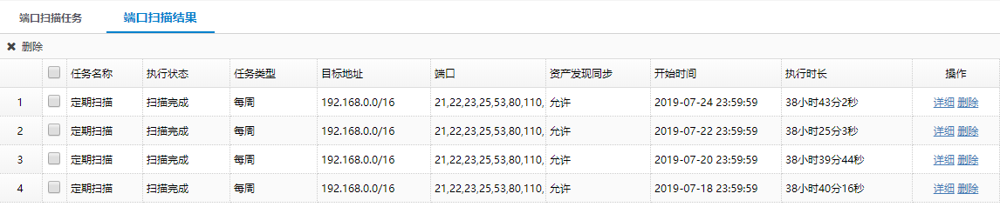 端口扫描任务 端口扫描结果
✖ 删除
任务名称 执行状态 任务类型 目标地址 端口 资产发现同步 开始时间 执行时长 操作
1 定期扫描 扫描完成 每周 192.168.0.0/16 21,22,23,25,53,80,110, 允许 2019-07-24 23:59:59 38小时43分2秒 详细 删除
2 定期扫描 扫描完成 每周 192.168.0.0/16 21,22,23,25,53,80,110, 允许 2019-07-22 23:59:59 38小时25分3秒 详细 删除
3 定期扫描 扫描完成 每周 192.168.0.0/16 21,22,23,25,53,80,110, 允许 2019-07-20 23:59:59 38小时39分44秒 详细 删除
4 定期扫描 扫描完成 每周 192.168.0.0/16 21,22,23,25,53,80,110, 允许 2019-07-18 23:59:59 38小时40分16秒 详细 删除